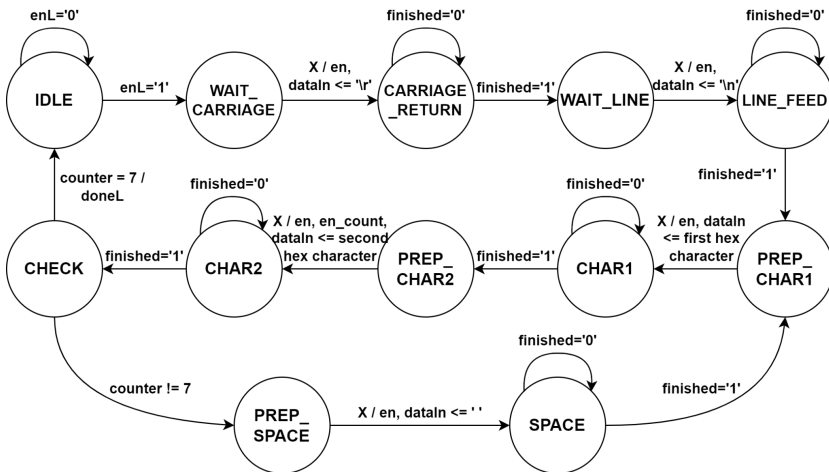 enL='0'
IDLE
enL='1'
WAIT_
CARRIAGE
X / en,
dataIn <= '\r'
finished='0'
CARRIAGE
_RETURN
finished='1'
WAIT_LINE
X / en,
dataIn <= '\n'
finished='0'
LINE_FEED
finished='1'
counter = 7 /
doneL
CHECK
finished='1'
finished='0'
CHAR2
X / en, en_count,
dataIn <= second
hex character
PREP_
CHAR2
finished='1'
finished='0'
CHAR1
X / en, dataIn
<= first hex
character
PREP_
CHAR1
counter != 7
PREP_
SPACE
X / en, dataIn <= ' '
finished='0'
SPACE
finished='1'